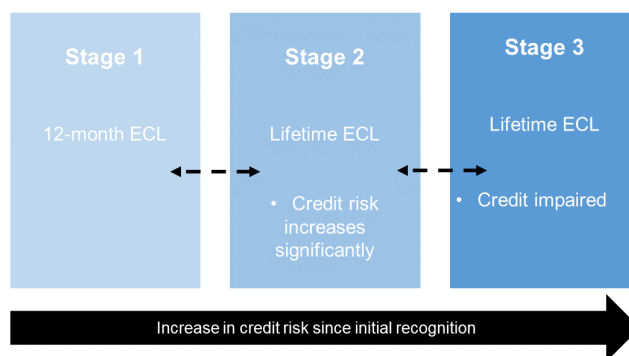 Stage 1
12-month ECL
Stage 2
Lifetime ECL
• Credit risk
increases
significantly
Stage 3
Lifetime ECL
• Credit impaired
Increase in credit risk since initial recognition